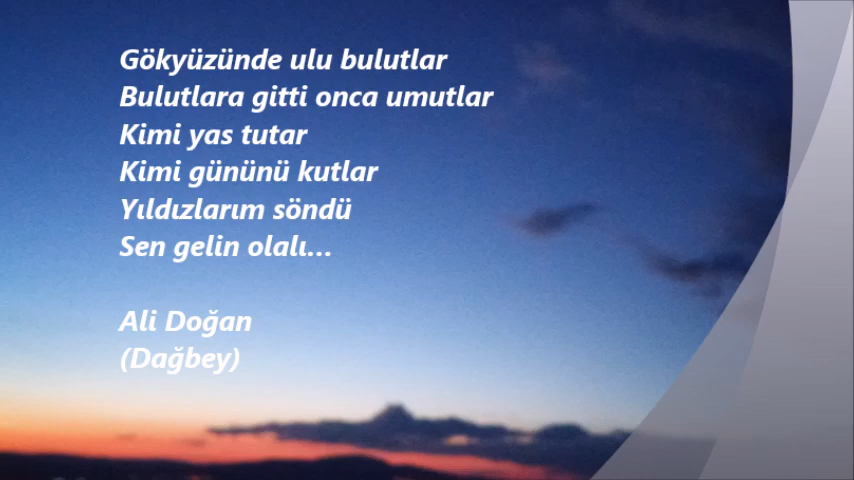 Gökyüzünde ulu bulutlar
Bulutlara gitti onca umutlar
Kimi yas tutar
Kimi gününü kutlar
Yıldızlarım söndü
Sen gelin olalı...
Ali Doğan
(Dağbey)